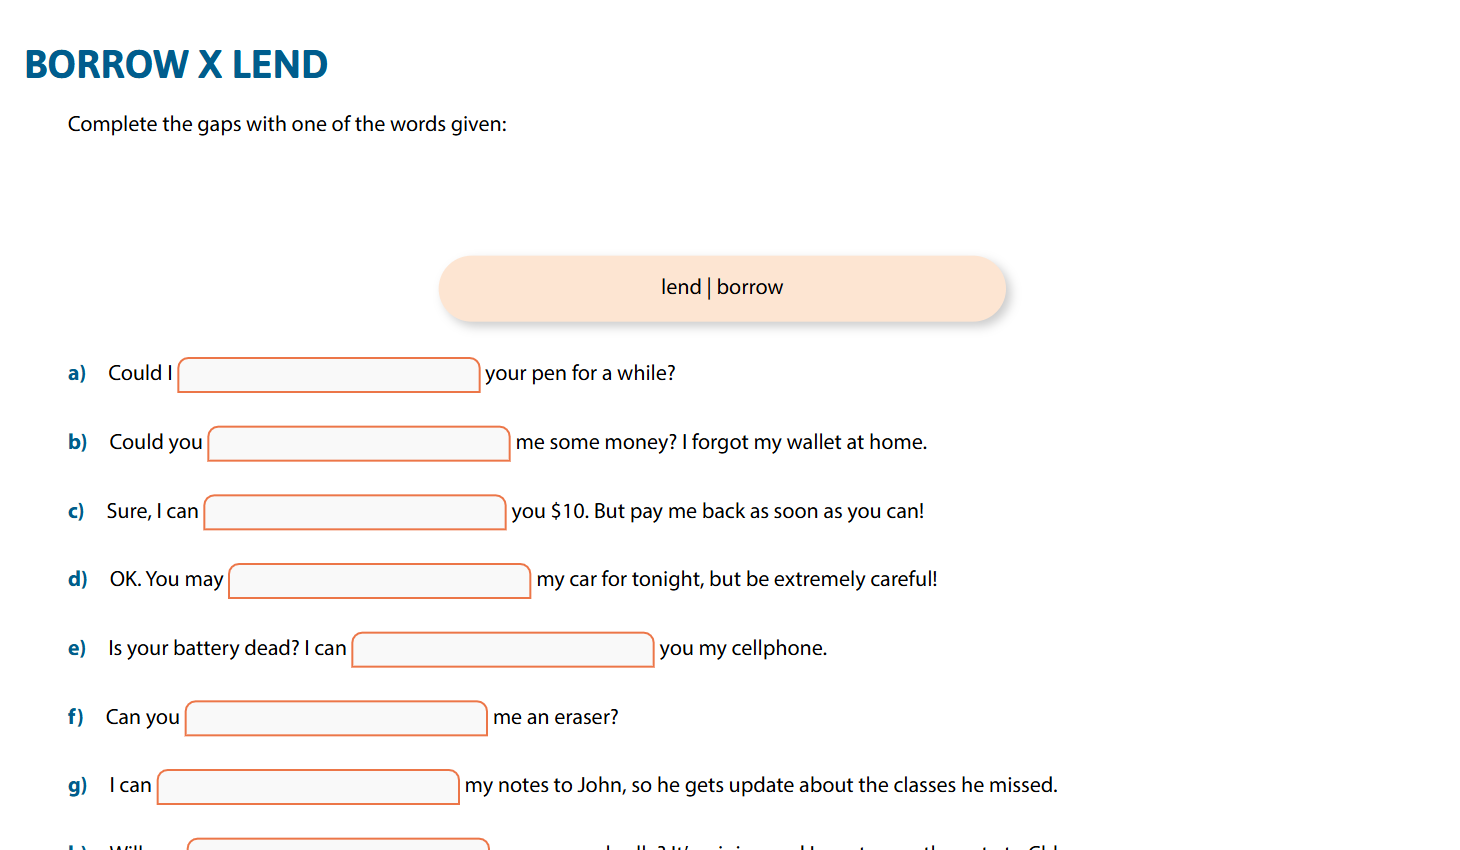 BORROW X LEND
Complete the gaps with one of the words given:
lend | borrow
a) Could I your pen for a while?
b) Could you me some money? I forgot my wallet at home.
c) Sure, I can you $10. But pay me back as soon as you can!
d) OK. You may my car for tonight, but be extremely careful!
e) Is your battery dead? I can you my cellphone.
f) Can you me an eraser?
g) I can my notes to John, so he gets update about the classes he missed.